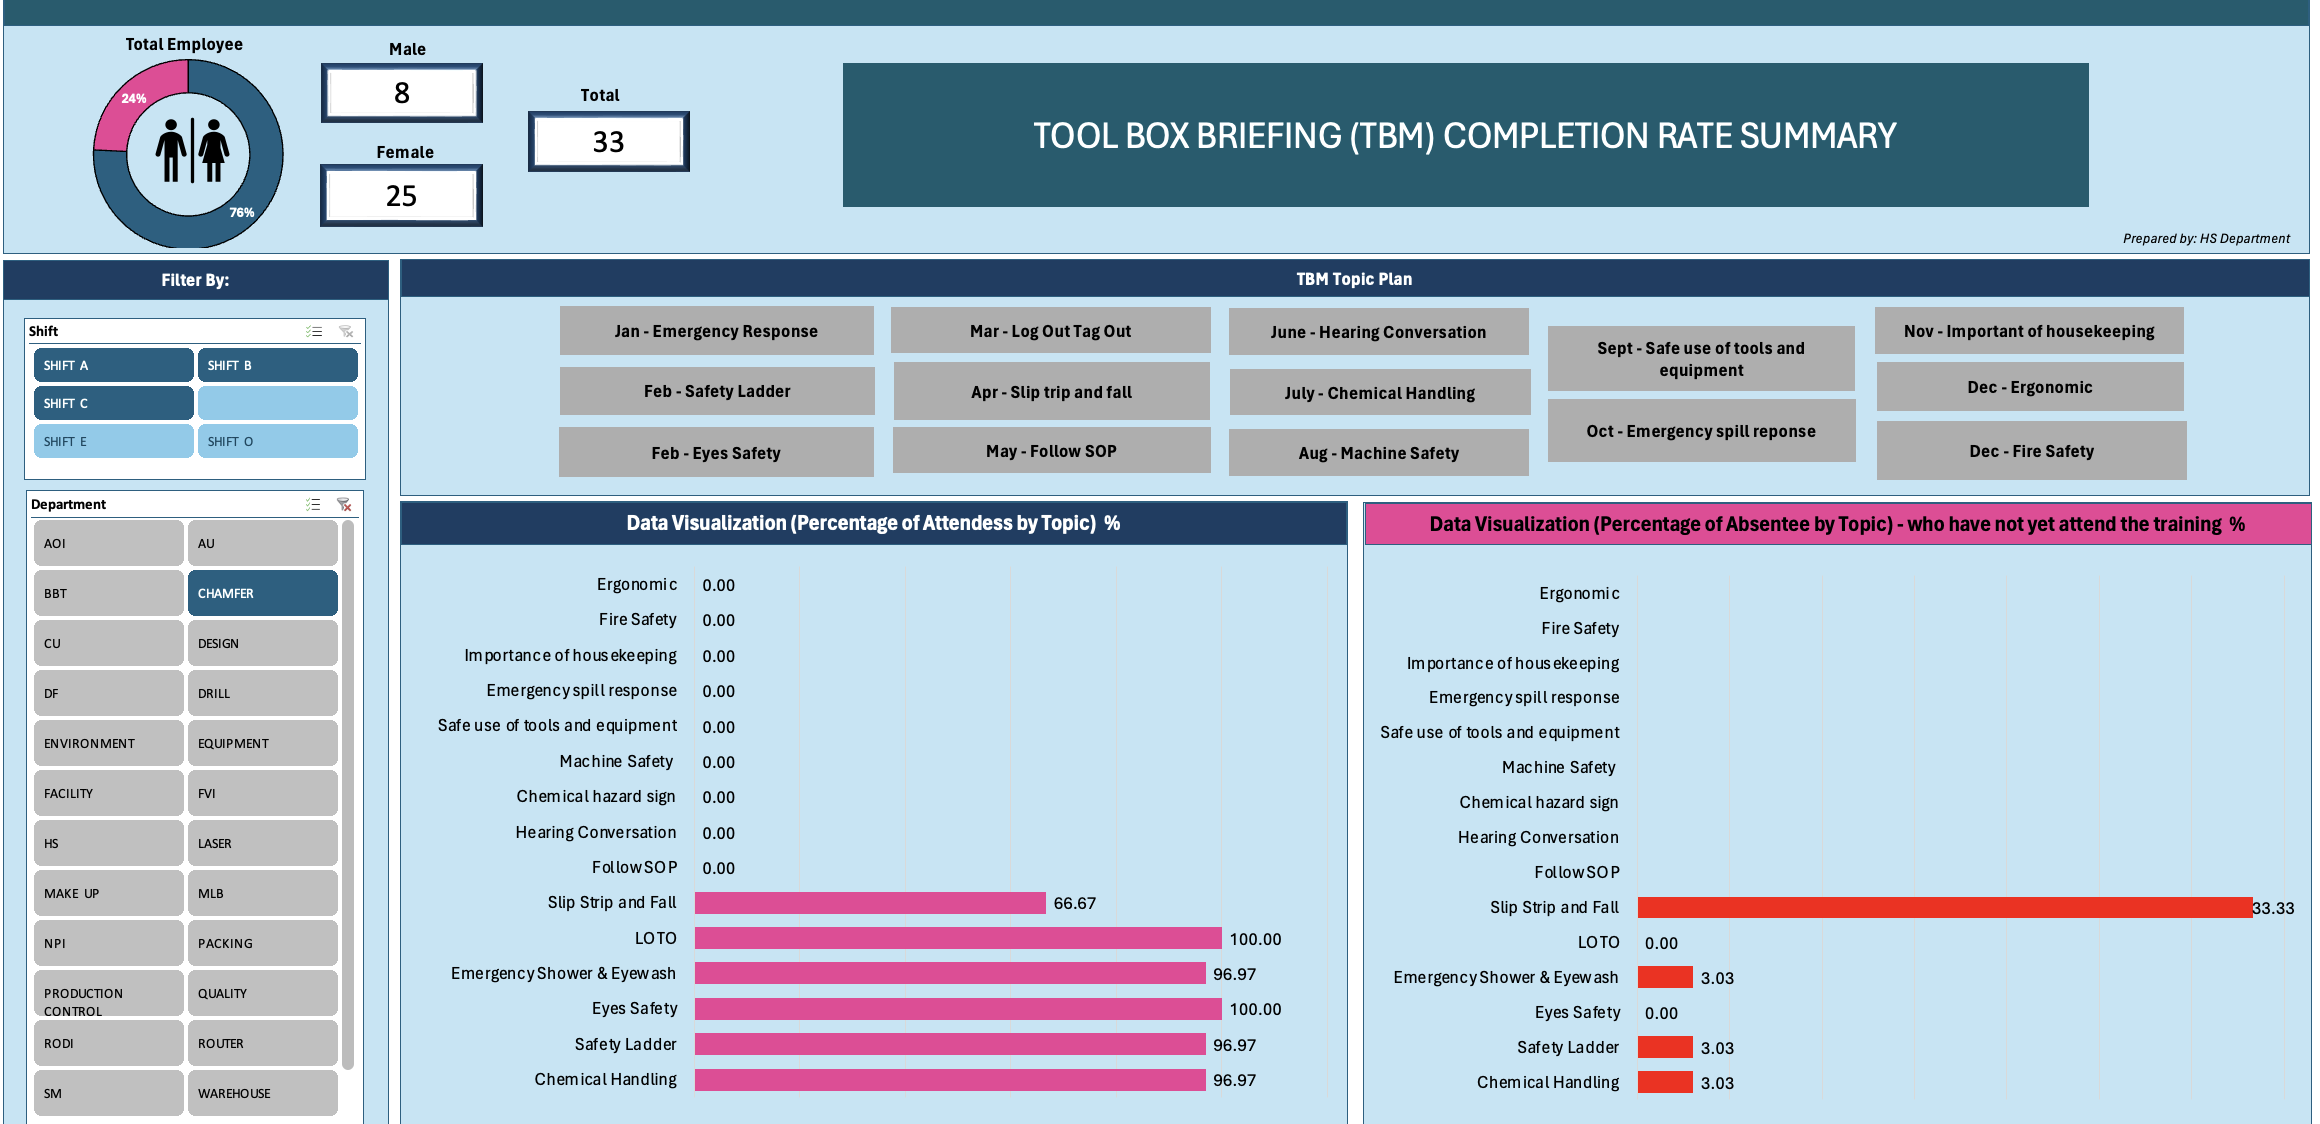 Total Employee
24%
76%
Male
8
Female
25
Total
33
TOOL BOX BRIEFING (TBM) COMPLETION RATE SUMMARY
Prepared by: HS Department
Filter By:
Shift
SHIFT A
SHIFT B
SHIFT C
SHIFT E
SHIFT O
Department
AOI
AU
BBT
CHAMFER
CU
DESIGN
DF
DRILL
ENVIRONMENT
EQUIPMENT
FACILITY
FVI
HS
LASER
MAKE UP
MLB
NPI
PACKING
PRODUCTION
CONTROL
QUALITY
RODI
ROUTER
SM
WAREHOUSE
TBM Topic Plan
Jan - Emergency Response
Feb - Safety Ladder
Feb - Eyes Safety
Mar - Log Out Tag Out
Apr - Slip trip and fall
May - Follow SOP
June - Hearing Conversation
July - Chemical Handling
Aug - Machine Safety
Sept - Safe use of tools and
equipment
Oct - Emergency spill reponse
Nov - Important of housekeeping
Dec - Ergonomic
Dec - Fire Safety
Data Visualization (Percentage of Attendess by Topic) %
Ergonomic 0.00
Fire Safety 0.00
Importance of housekeeping 0.00
Emergency spill response 0.00
Safe use of tools and equipment 0.00
Machine Safety 0.00
Chemical hazard sign 0.00
Hearing Conversation 0.00
Follow SOP 0.00
Slip Strip and Fall 66.67
LOTO 100.00
Emergency Shower & Eyewash 96.97
Eyes Safety 100.00
Safety Ladder 96.97
Chemical Handling 96.97
Data Visualization (Percentage of Absentee by Topic) - who have not yet attend the training %
Ergonomic
Fire Safety
Importance of housekeeping
Emergency spill response
Safe use of tools and equipment
Machine Safety
Chemical hazard sign
Hearing Conversation
Follow SOP
Slip Strip and Fall 33.33
LOTO 0.00
Emergency Shower & Eyewash 3.03
Eyes Safety 0.00
Safety Ladder 3.03
Chemical Handling 3.03